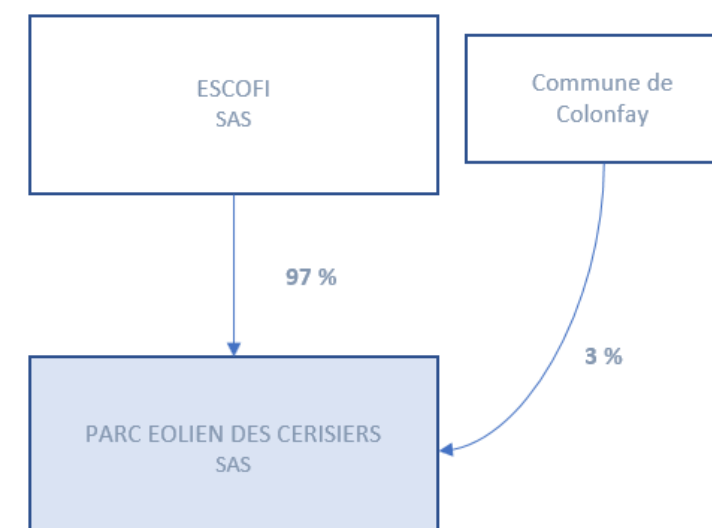 ESCOFI
SAS
Commune de
Colonfay
97 %
3 %
PARC EOLIEN DES CERISIERS
SAS